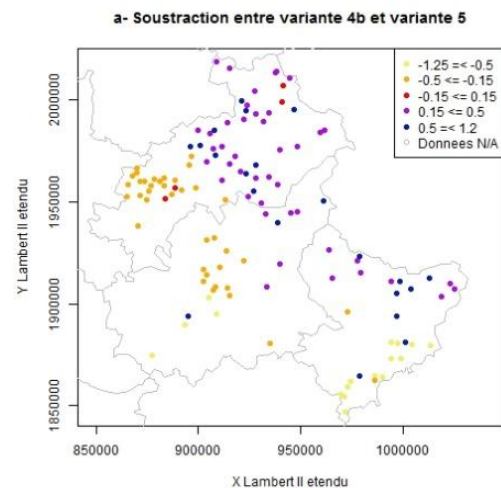 a- Soustraction entre variante 4b et variante 5
-1.25 =< -0.5
-0.5 <= -0.15
-0.15 <= 0.15
0.15 <= 0.5
0.5 =< 1.2
Donnees N/A
2000000
1950000
1900000
1850000
Y Lambert II etendu
850000
900000
950000
1000000
X Lambert II etendu